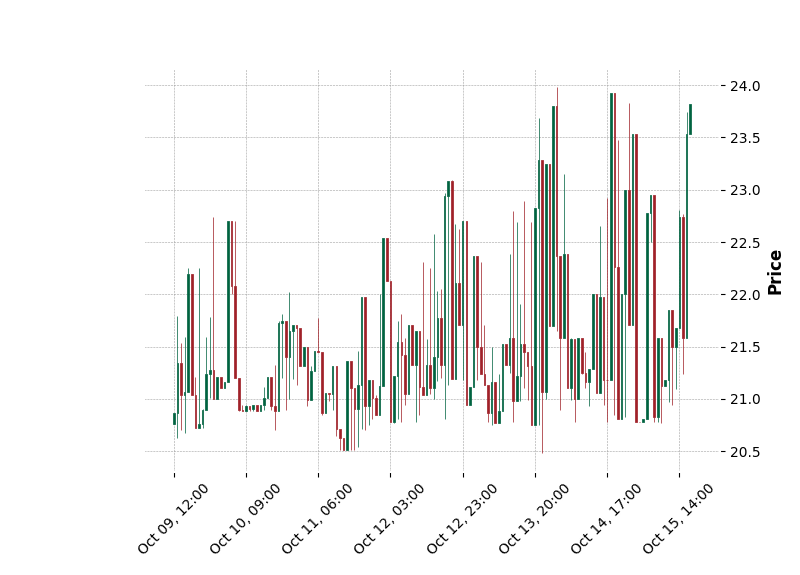 24.0
23.5
23.0
22.5
22.0
21.5
21.0
20.5
Price
Oct 09, 12:00
Oct 10, 09:00
Oct 11, 06:00
Oct 12, 03:00
Oct 12, 23:00
Oct 13, 20:00
Oct 14, 17:00
Oct 15, 14:00